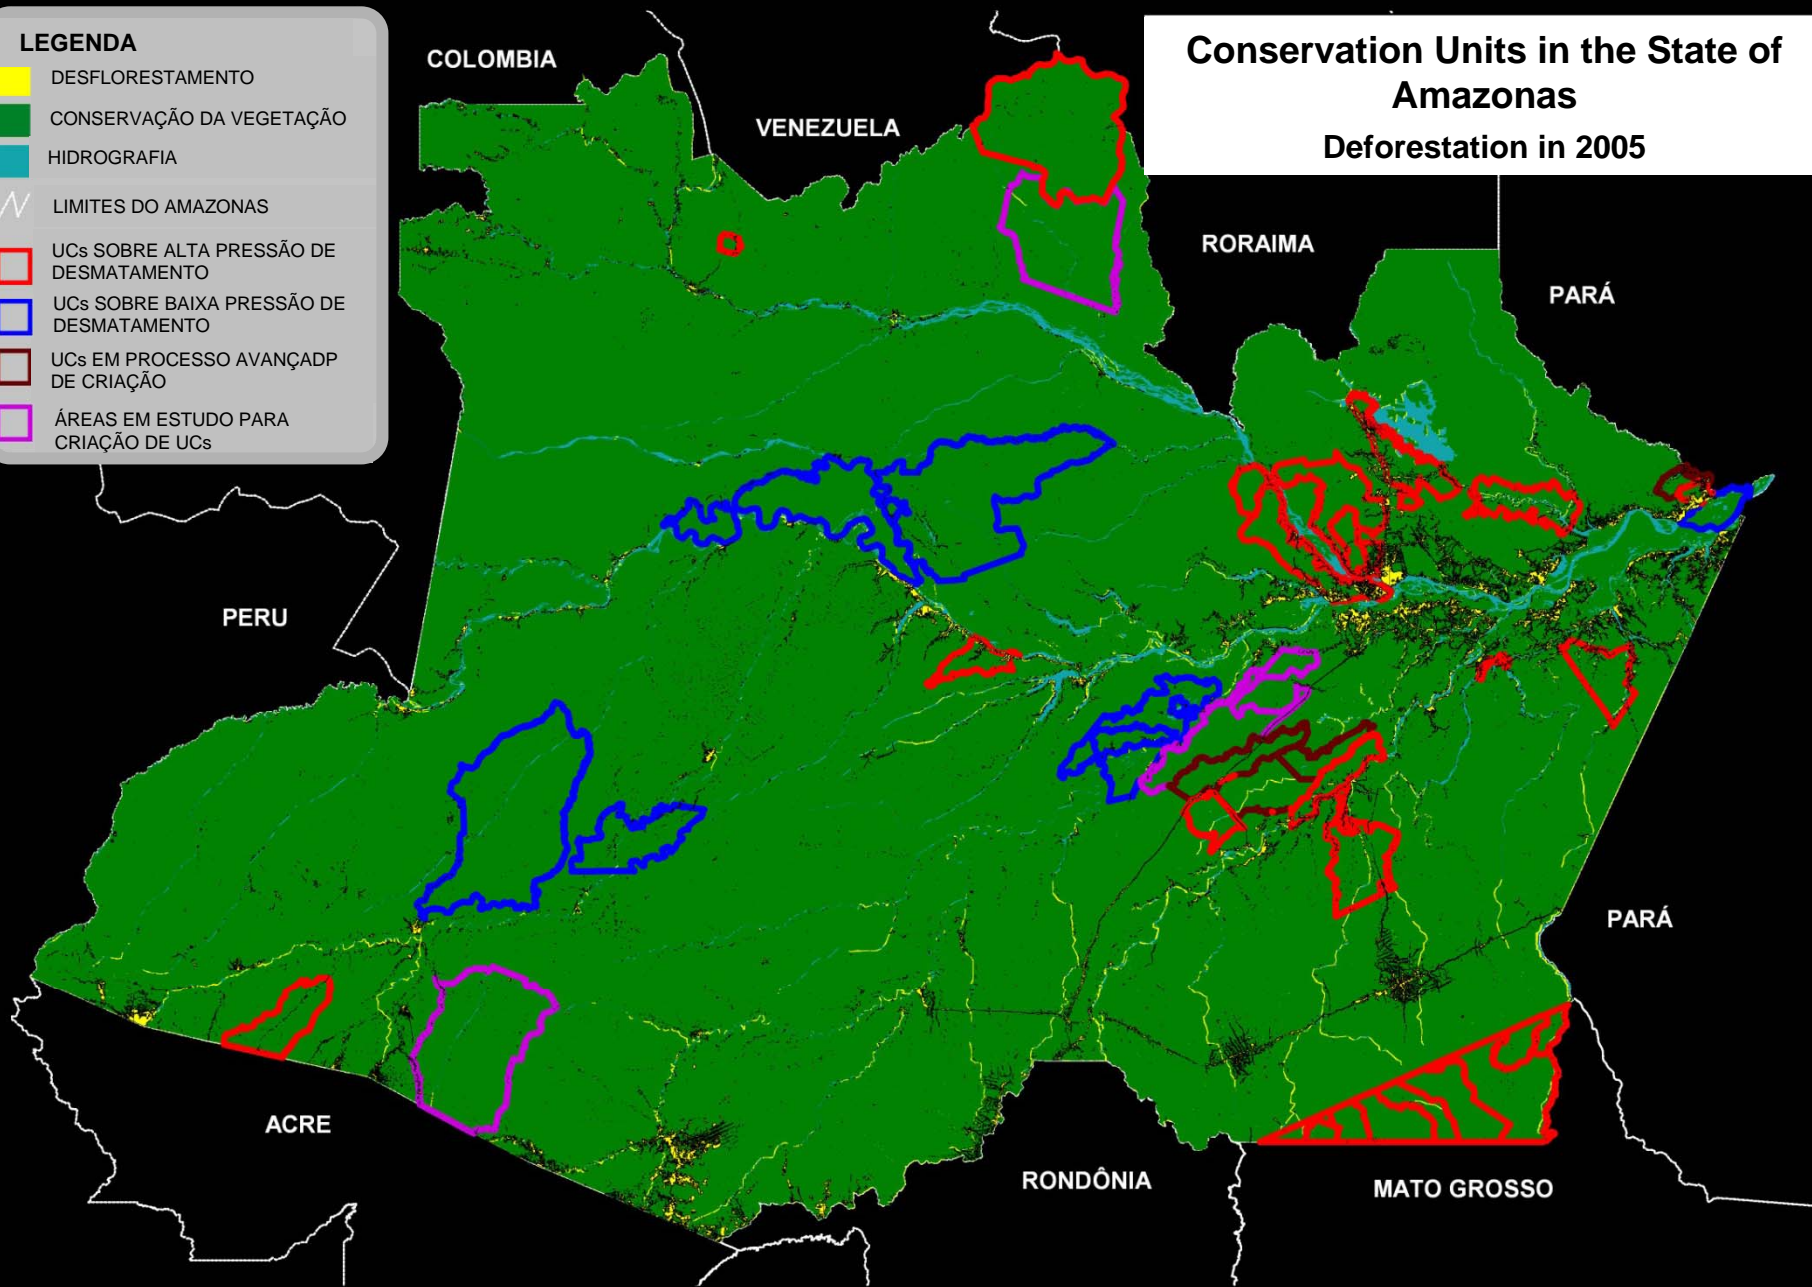 LEGENDA
DESFLORESTAMENTO
CONSERVAÇÃO DA VEGETAÇÃO
HIDROGRAFIA
LIMITES DO AMAZONAS
UCs SOBRE ALTA PRESSÃO DE
DESMATAMENTO
UCs SOBRE BAIXA PRESSÃO DE
DESMATAMENTO
UCs EM PROCESSO AVANÇADP
DE CRIAÇÃO
ÁREAS EM ESTUDO PARA
CRIAÇÃO DE UCs
Conservation Units in the State of
Amazonas
Deforestation in 2005
COLOMBIA
VENEZUELA
RORAIMA
PARÁ
PERU
PARÁ
ACRE
RONDÔNIA
MATO GROSSO